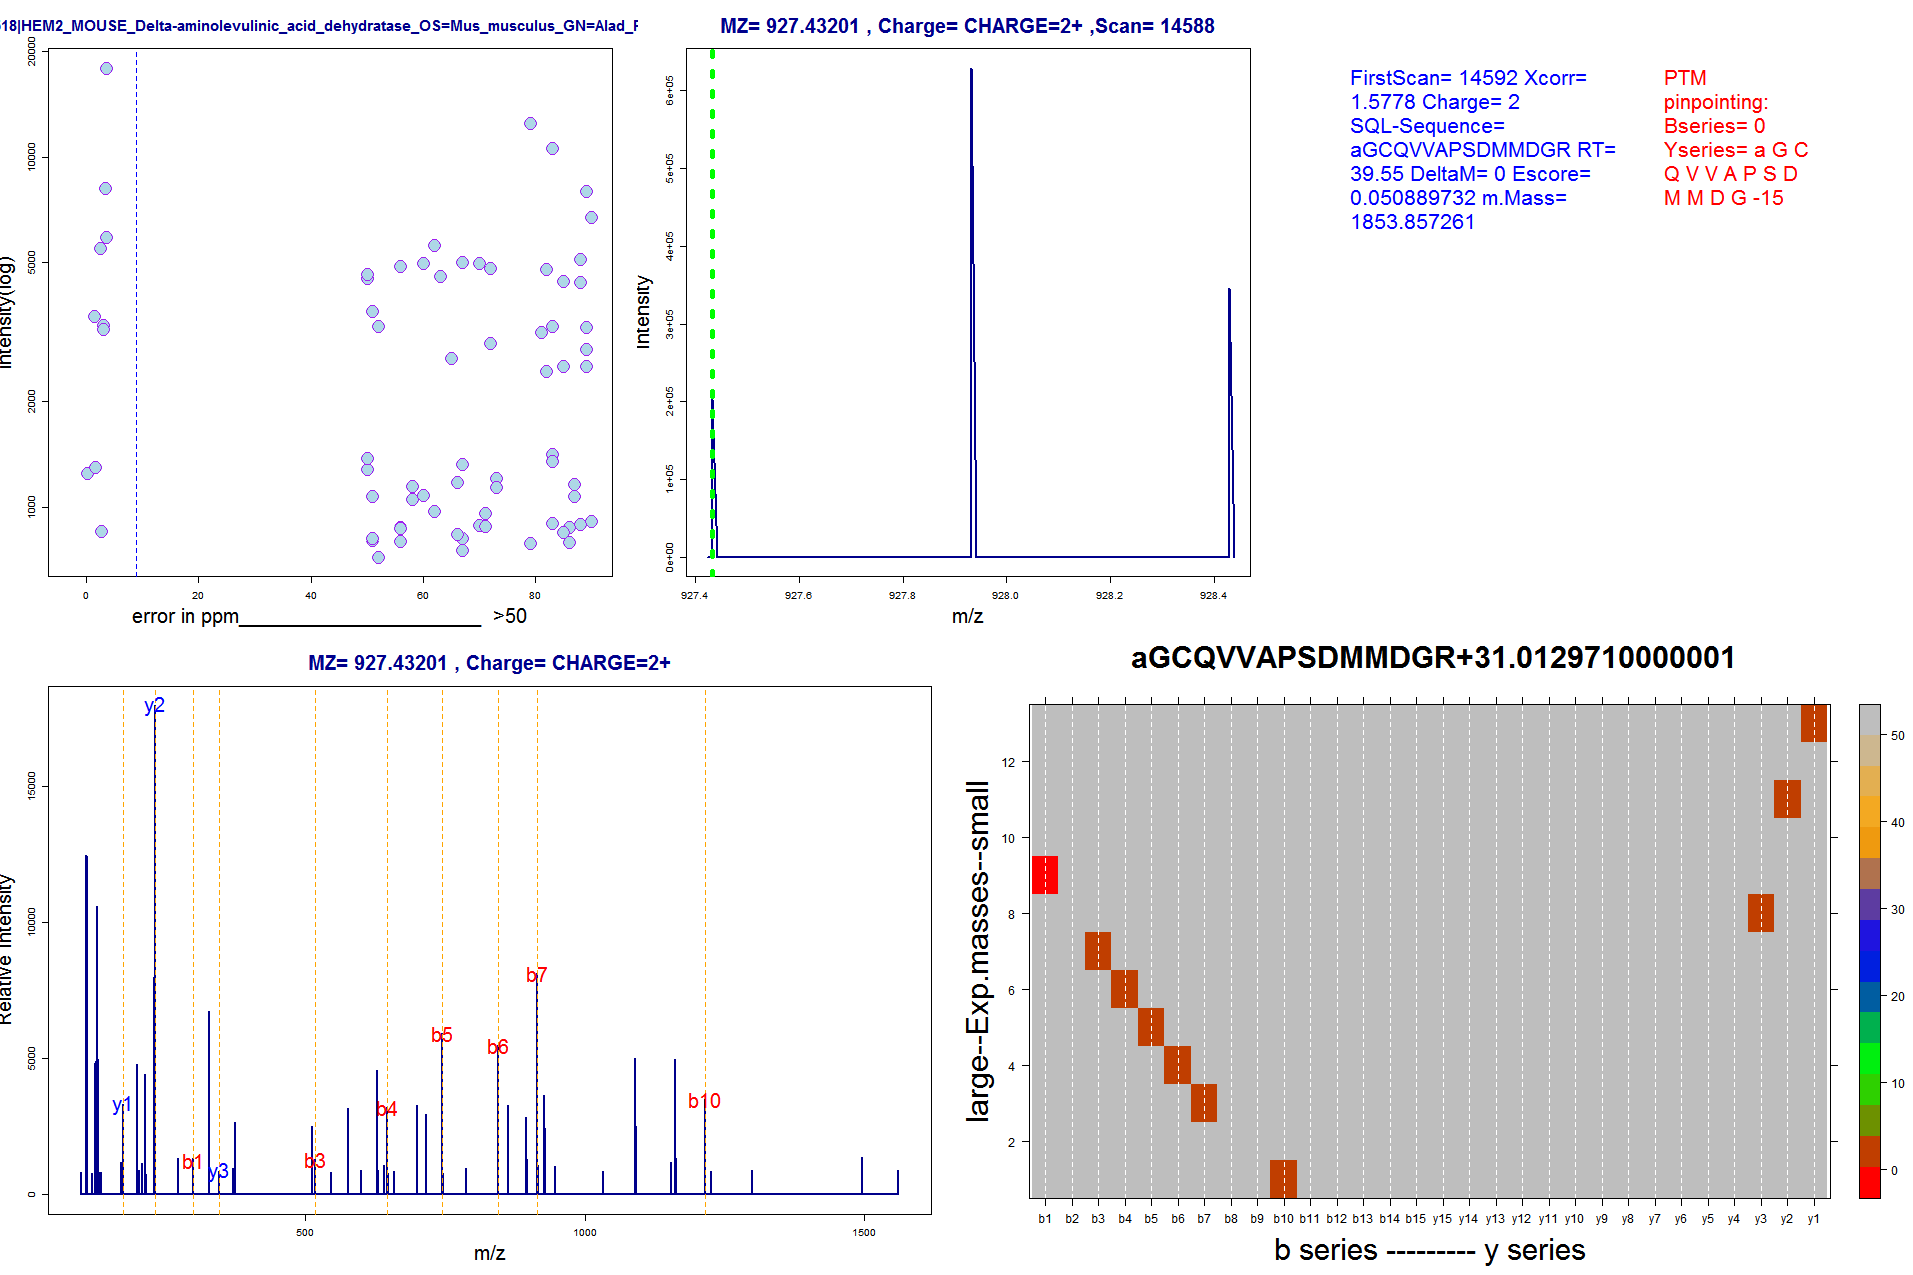 18|HEM2_MOUSE_Delta-aminolevulinic_acid_dehydratase_OS=Mus_musculus_GN=Alad_
Intensity(log)
20000
10000
5000
2000
1000
0 20 40 60 80
error in ppm______________________ >50
MZ= 927.43201 , Charge= CHARGE=2+ ,Scan= 14588
Intensity
6e+05
5e+05
4e+05
3e+05
2e+05
1e+05
0e+00
927.4 927.6 927.8 928.0 928.2 928.4
m/z
FirstScan= 14592 Xcorr=
1.5778 Charge= 2
SQL-Sequence=
aGCQVVAPSDMMDGR RT=
39.55 DeltaM= 0 Escore=
0.050889732 m.Mass=
1853.857261
PTM
pinpointing:
Bseries= 0
Yseries= a G C
Q V V A P S D
M M D G -15
MZ= 927.43201 , Charge= CHARGE=2+
Relative Intensity
15000
10000
5000
0
y2
y1
b1
y3
b3
b4
b5
b6
b7
b10
500 1000 1500
m/z
aGCQVVAPSDMMDGR+31.0129710000001
large--Exp.masses--small
12
10
8
6
4
2
b1 b2 b3 b4 b5 b6 b7 b8 b9 b10 b11 b12 b13 b14 b15 y15 y14 y13 y12 y11 y10 y9 y8 y7 y6 y5 y4 y3 y2 y1
b series --------- y series
50
40
30
20
10
0